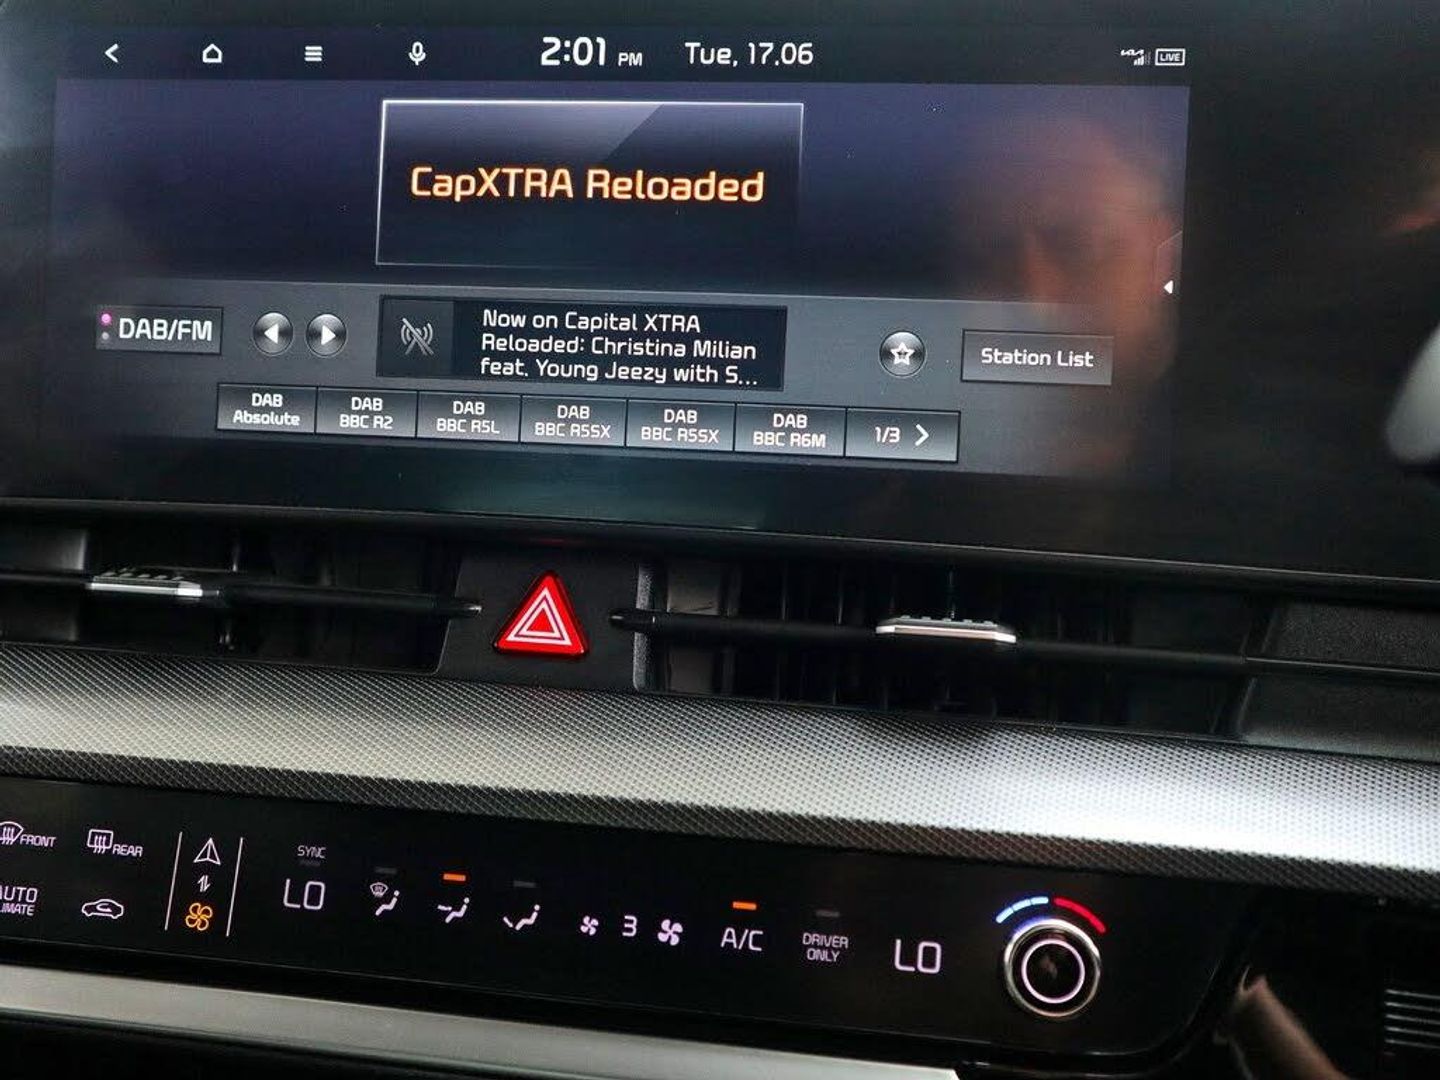 2:01 PM Tue, 17.06
LIVE
CapXTRA Reloaded
DAB/FM
Now on Capital XTRA
Reloaded: Christina Milian
feat. Young Jeezy with S...
Station List
DAB
Absolute
DAB
BBC R2
DAB
BBC R5L
DAB
BBC R5SX
DAB
BBC R5SX
DAB
BBC R6M
1/3
FRONT
REAR
SYNC
LO
3
A/C
DRIVER
ONLY
LO